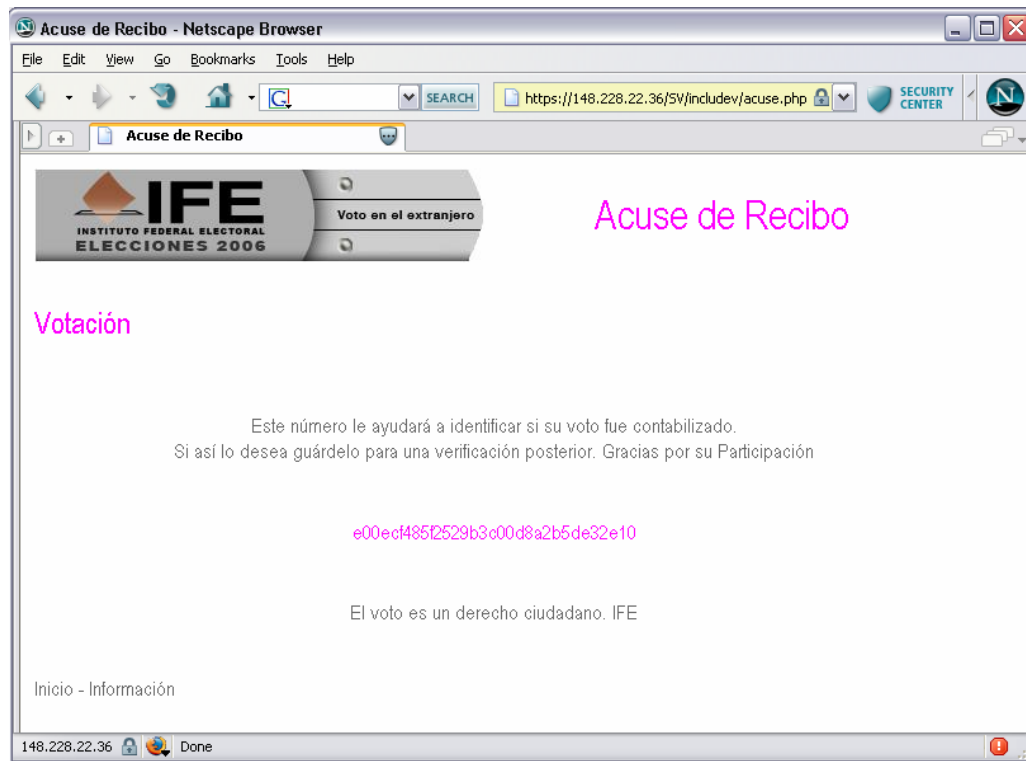 Acuse de Recibo - Netscape Browser
File Edit View Go Bookmarks Tools Help
SEARCH https://148.228.22.36/SV/includev/acuse.php SECURITY CENTER N
Acuse de Recibo
IFE
INSTITUTO FEDERAL ELECTORAL
ELECCIONES 2006
Voto en el extranjero
Acuse de Recibo
Votación
Este número le ayudará a identificar si su voto fue contabilizado.
Si así lo desea guárdelo para una verificación posterior. Gracias por su Participación
e00ecf485f2529b3c00d8a2b5de32e10
El voto es un derecho ciudadano. IFE
Inicio - Información
148.228.22.36 Done